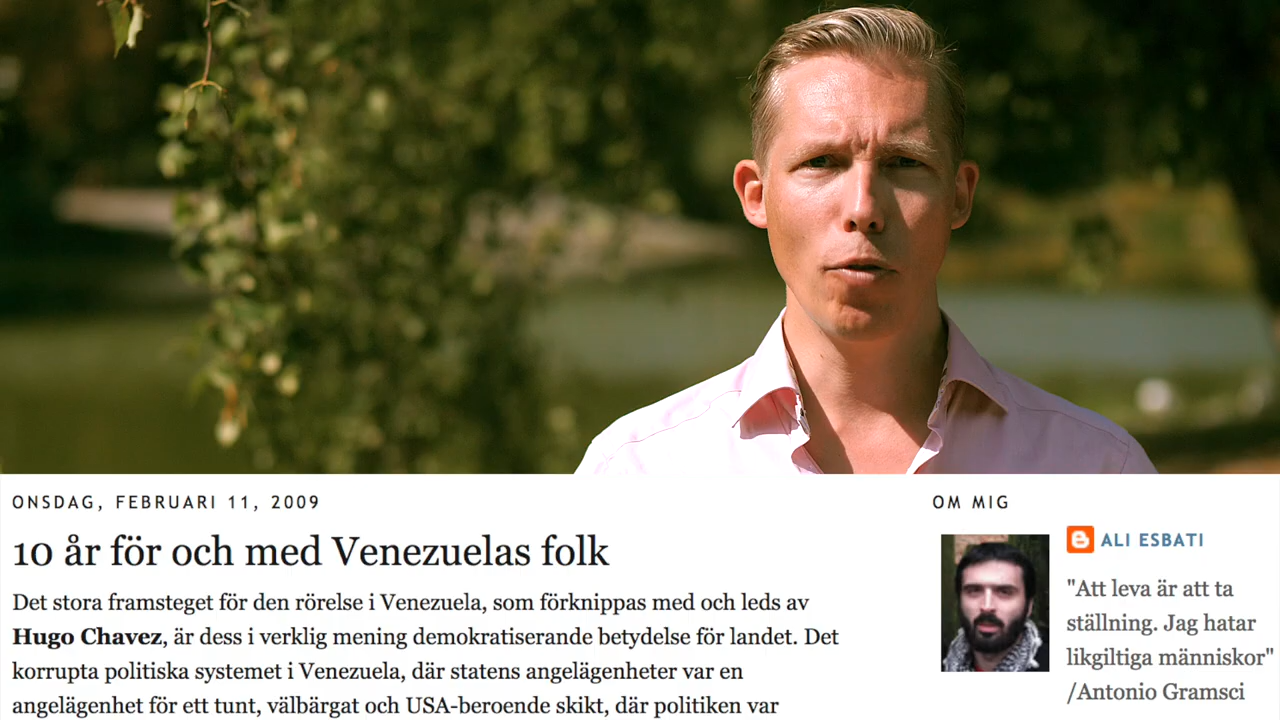 ONSDAG, FEBRUARI 11, 2009
10 år för och med Venezuelas folk
Det stora framsteget för den rörelse i Venezuela, som förknippas med och leds av
Hugo Chavez, är dess i verklig mening demokratiserande betydelse för landet. Det
korrupta politiska systemet i Venezuela, där statens angelägenheter var en
angelägenhet för ett tunt, välbärgat och USA-beroende skikt, där politiken var
OM MIG
ALI ESBATI
"Att leva är att ta
ställning. Jag hatar
likgiltiga människor"
/Antonio Gramsci